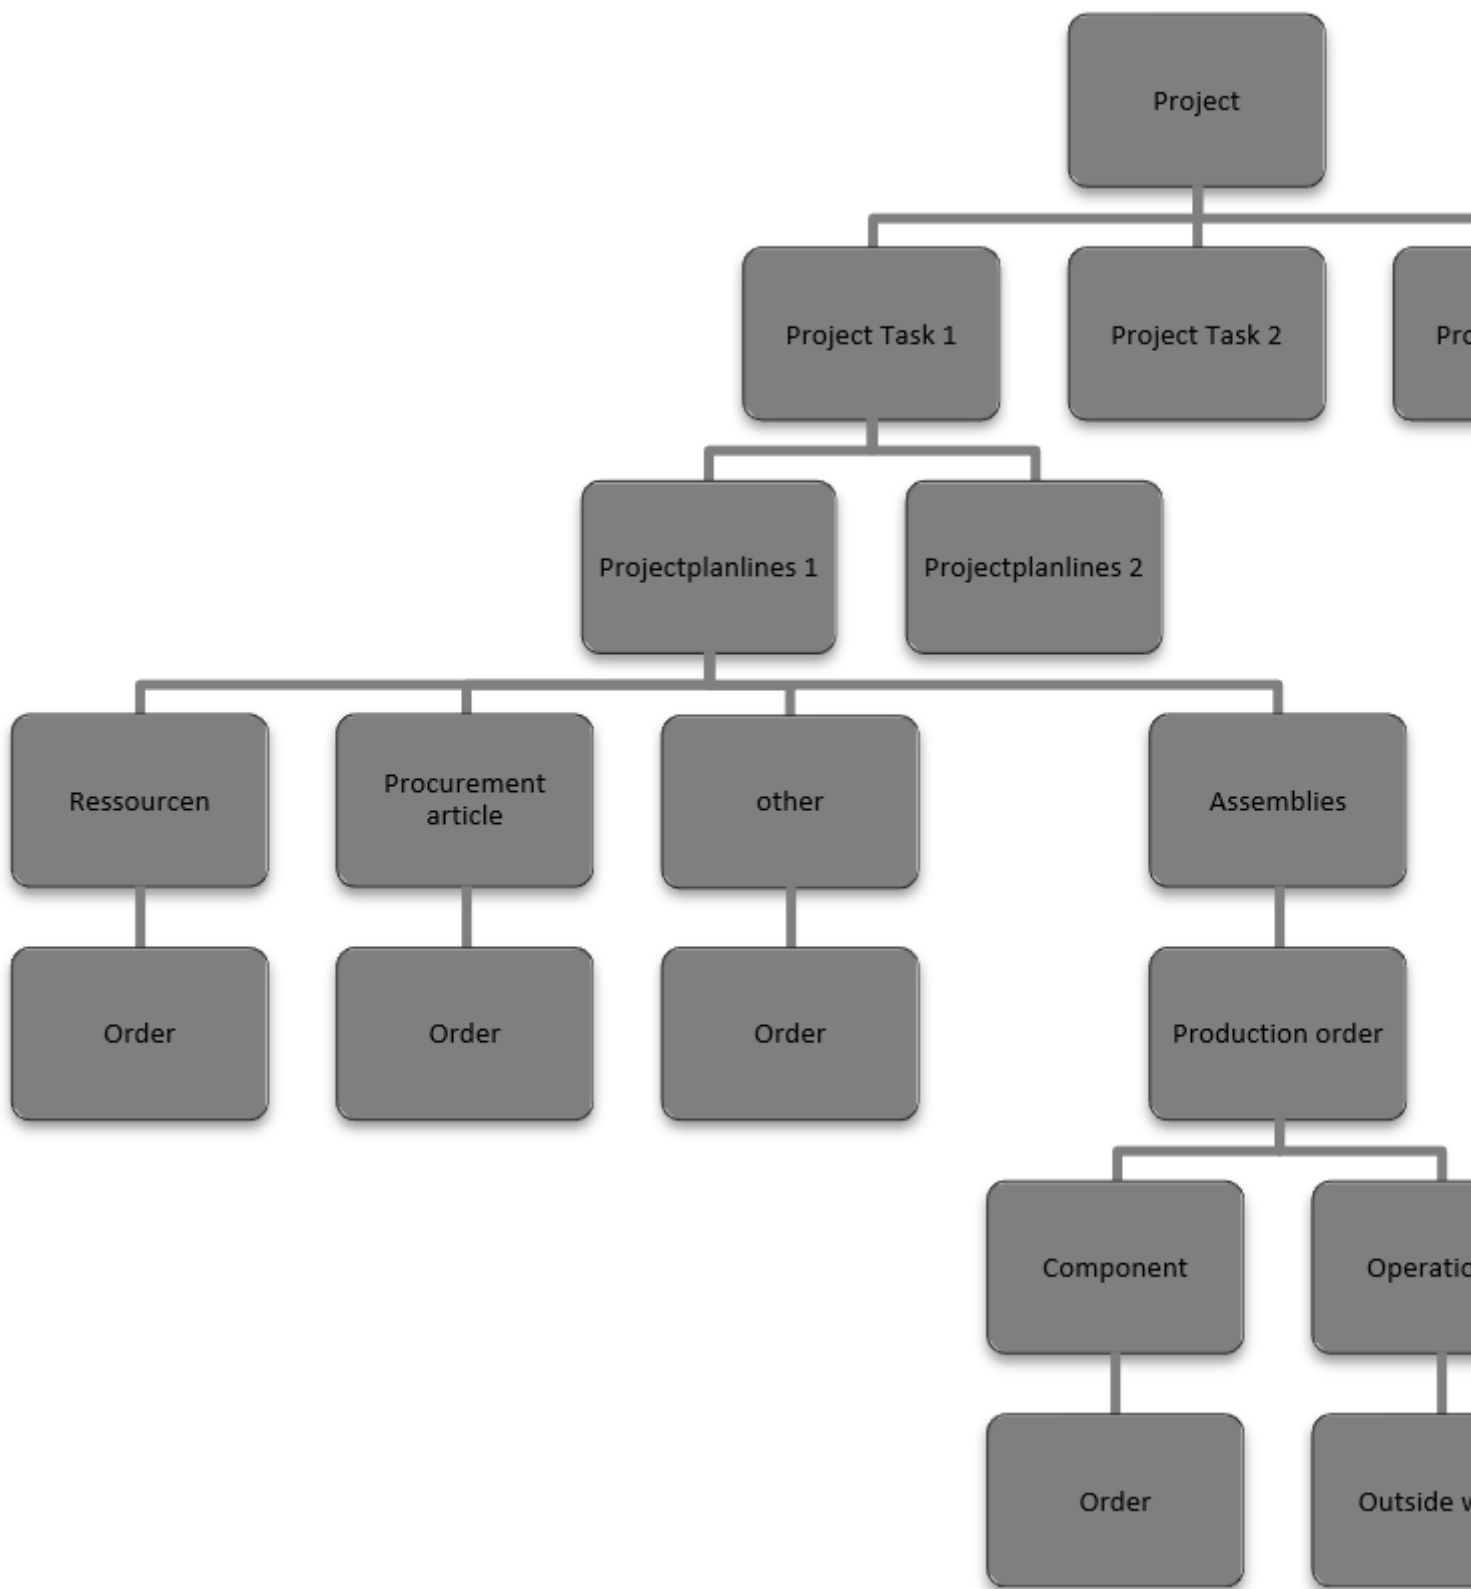 Project
Project Task 1
Project Task 2
Projectplanlines 1
Projectplanlines 2
Ressourcen
Procurement
article
other
Assemblies
Order
Order
Order
Production order
Component
Order
Outside